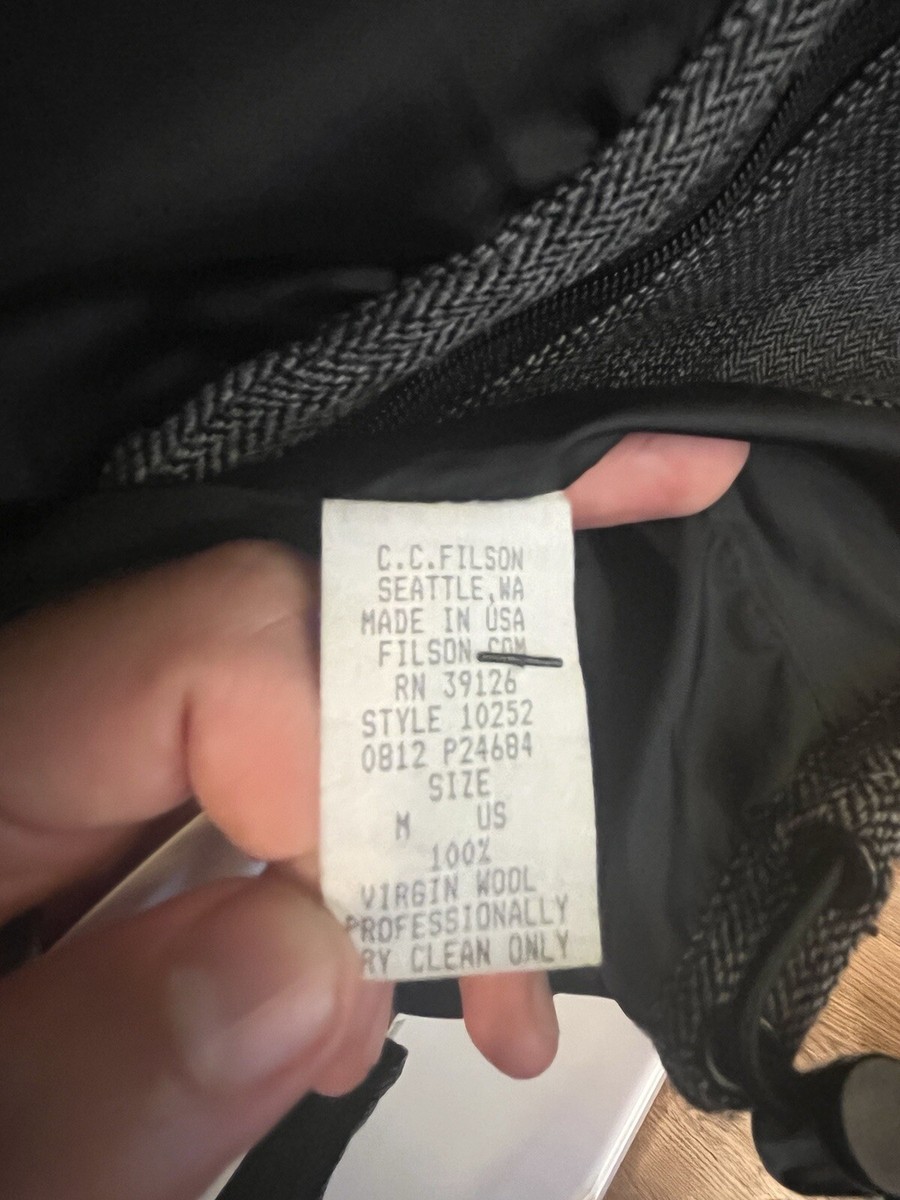 C.C.FILSON
SEATTLE,WA
MADE IN USA
FILSON.COM
RN 39126
STYLE 10252
0812 P24684
SIZE
M US
100%
VIRGIN WOOL
PROFESSIONALLY
RY CLEAN ONLY